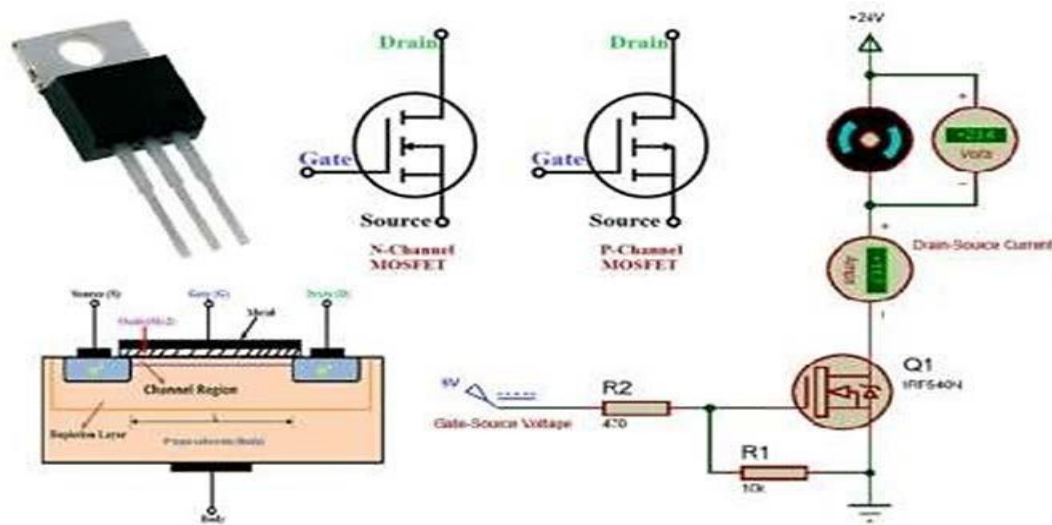 Drain
Gate
Source
N-Channel
MOSFET
Drain
Gate
Source
P-Channel
MOSFET
+24V
Volts
Drain-Source Current
Amps
Source (S)
Gate (G)
Drain (D)
Metal
Channel Region
Depletion Layer
L
Body
Gate-Source Voltage
R2
470
R1
10k
Q1
IRF540N